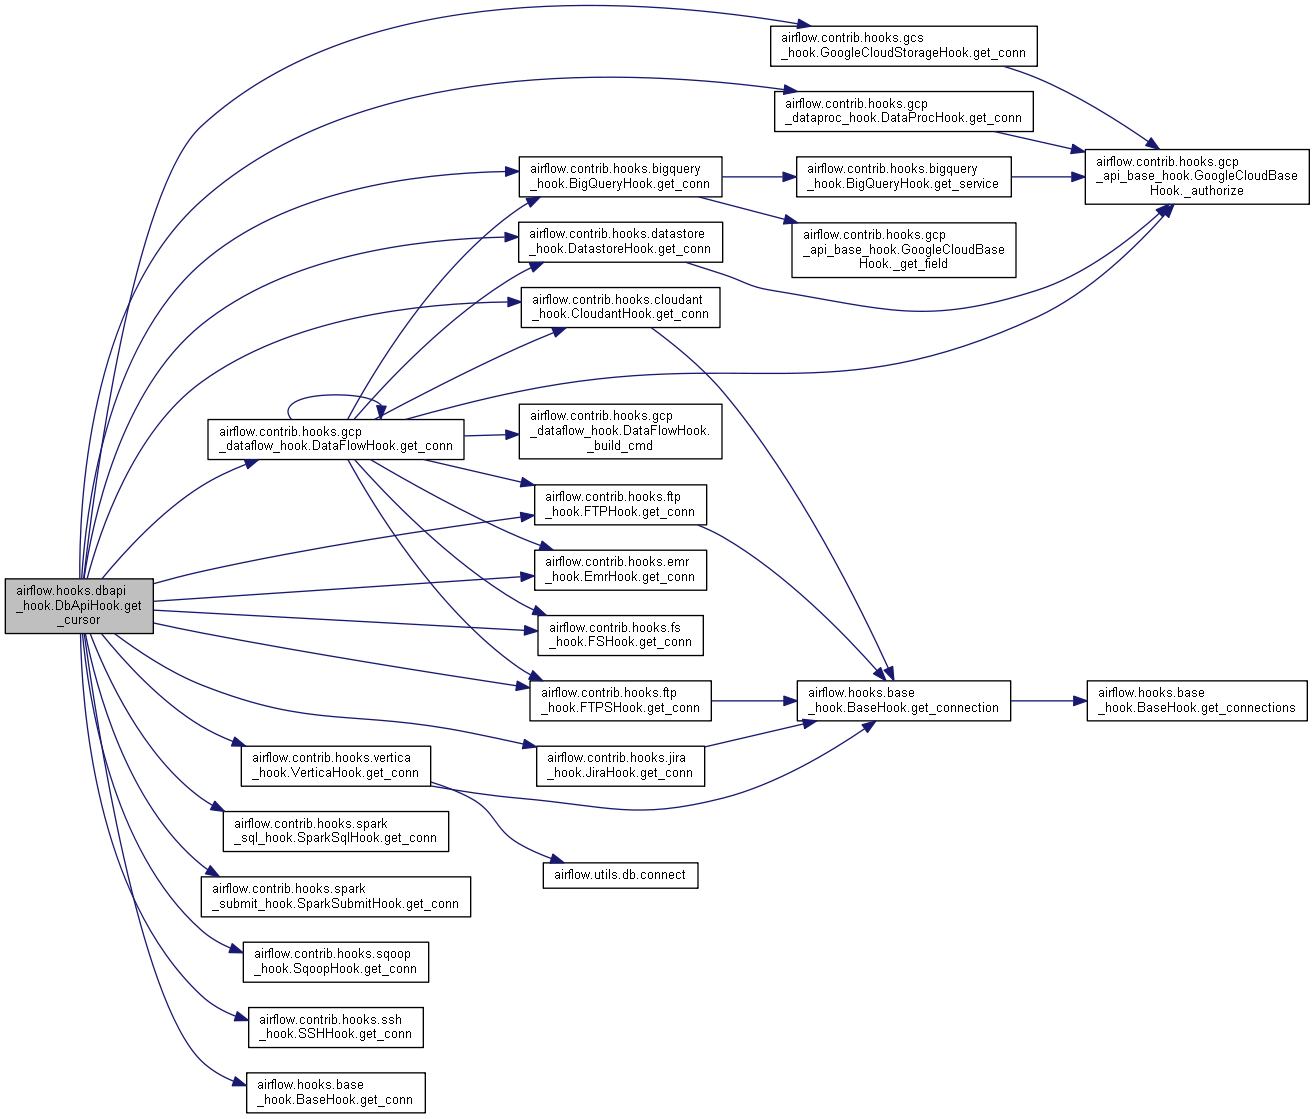 airflow.contrib.hooks.gcs
_hook.GoogleCloudStorageHook.get_conn
airflow.contrib.hooks.gcp
_dataproc_hook.DataProcHook.get_conn
airflow.contrib.hooks.gcp
_api_base_hook.GoogleCloudBase
Hook._authorize
airflow.contrib.hooks.bigquery
_hook.BigQueryHook.get_conn
airflow.contrib.hooks.bigquery
_hook.BigQueryHook.get_service
airflow.contrib.hooks.datastore
_hook.DatastoreHook.get_conn
airflow.contrib.hooks.gcp
_api_base_hook.GoogleCloudBase
Hook._get_field
airflow.contrib.hooks.cloudant
_hook.CloudantHook.get_conn
airflow.contrib.hooks.gcp
_dataflow_hook.DataFlowHook.get_conn
airflow.contrib.hooks.gcp
_dataflow_hook.DataFlowHook.
_build_cmd
airflow.contrib.hooks.ftp
_hook.FTPHook.get_conn
airflow.contrib.hooks.emr
_hook.EmrHook.get_conn
airflow.hooks.dbapi
_hook.DbApiHook.get
_cursor
airflow.contrib.hooks.fs
_hook.FSHook.get_conn
airflow.contrib.hooks.ftp
_hook.FTPSHook.get_conn
airflow.hooks.base
_hook.BaseHook.get_connection
airflow.hooks.base
_hook.BaseHook.get_connections
airflow.contrib.hooks.vertica
_hook.VerticaHook.get_conn
airflow.contrib.hooks.jira
_hook.JiraHook.get_conn
airflow.contrib.hooks.spark
_sql_hook.SparkSqlHook.get_conn
airflow.utils.db.connect
airflow.contrib.hooks.spark
_submit_hook.SparkSubmitHook.get_conn
airflow.contrib.hooks.sqoop
_hook.SqoopHook.get_conn
airflow.contrib.hooks.ssh
_hook.SSHHook.get_conn
airflow.hooks.base
_hook.BaseHook.get_conn